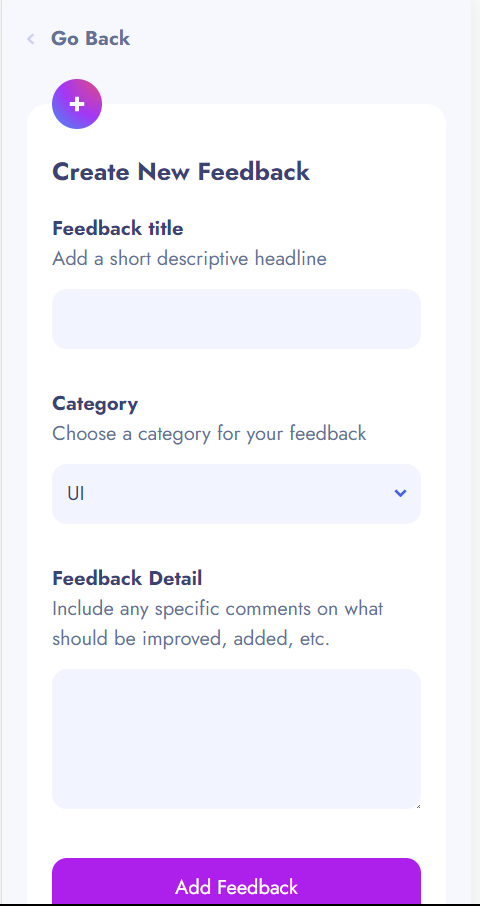 Go Back
+
Create New Feedback
Feedback title
Add a short descriptive headline
Category
Choose a category for your feedback
UI
Feedback Detail
Include any specific comments on what
should be improved, added, etc.
Add Feedback